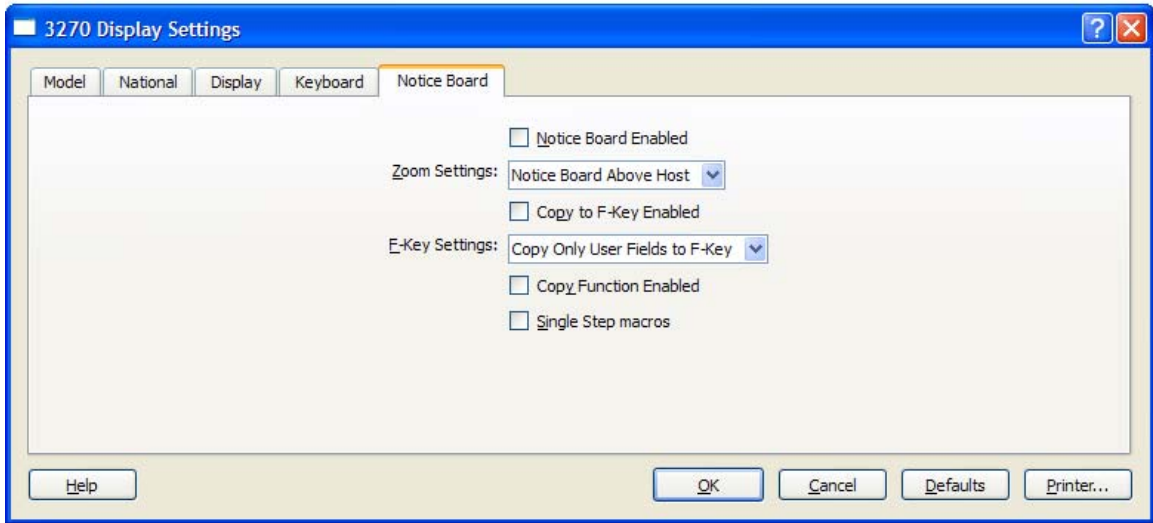 3270 Display Settings
Model National Display Keyboard Notice Board
Notice Board Enabled
Zoom Settings: Notice Board Above Host
Copy to F-Key Enabled
F-Key Settings: Copy Only User Fields to F-Key
Copy Function Enabled
Single Step macros
Help OK Cancel Defaults Printer...